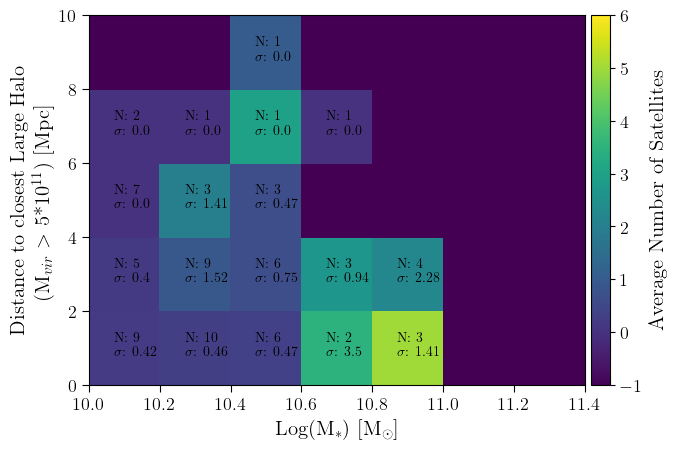 10
8
6
4
2
0
Distance to closest Large Halo
(M_vir > 5*10^11) [Mpc]
N: 1
σ: 0.0
N: 2
σ: 0.0
N: 1
σ: 0.0
N: 1
σ: 0.0
N: 1
σ: 0.0
N: 7
σ: 0.0
N: 3
σ: 1.41
N: 3
σ: 0.47
N: 5
σ: 0.4
N: 9
σ: 1.52
N: 6
σ: 0.75
N: 3
σ: 0.94
N: 4
σ: 2.28
N: 9
σ: 0.42
N: 10
σ: 0.46
N: 6
σ: 0.47
N: 2
σ: 3.5
N: 3
σ: 1.41
10.0 10.2 10.4 10.6 10.8 11.0 11.2 11.4
Log(M_*) [M_⊙]
6
5
4
3
2
1
0
−1
Average Number of Satellites